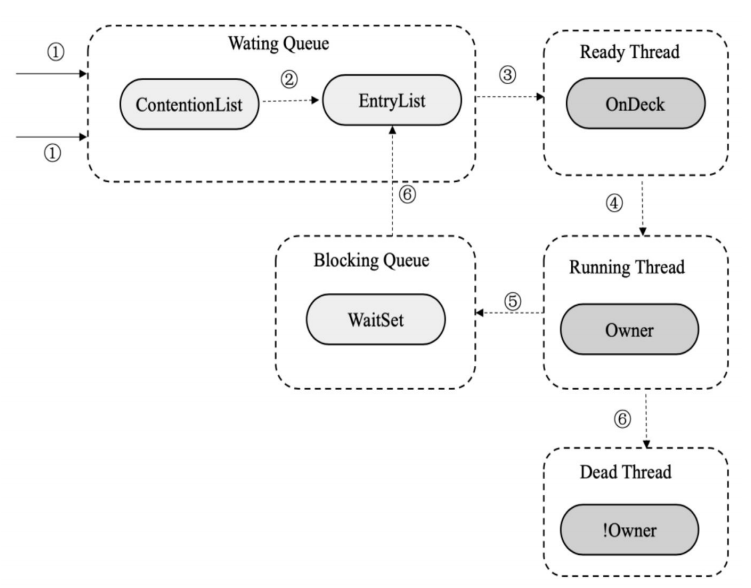 ①
Wating Queue
ContentionList
②
EntryList
③
Ready Thread
OnDeck
①
④
⑥
Blocking Queue
WaitSet
⑤
Running Thread
Owner
⑥
Dead Thread
!Owner